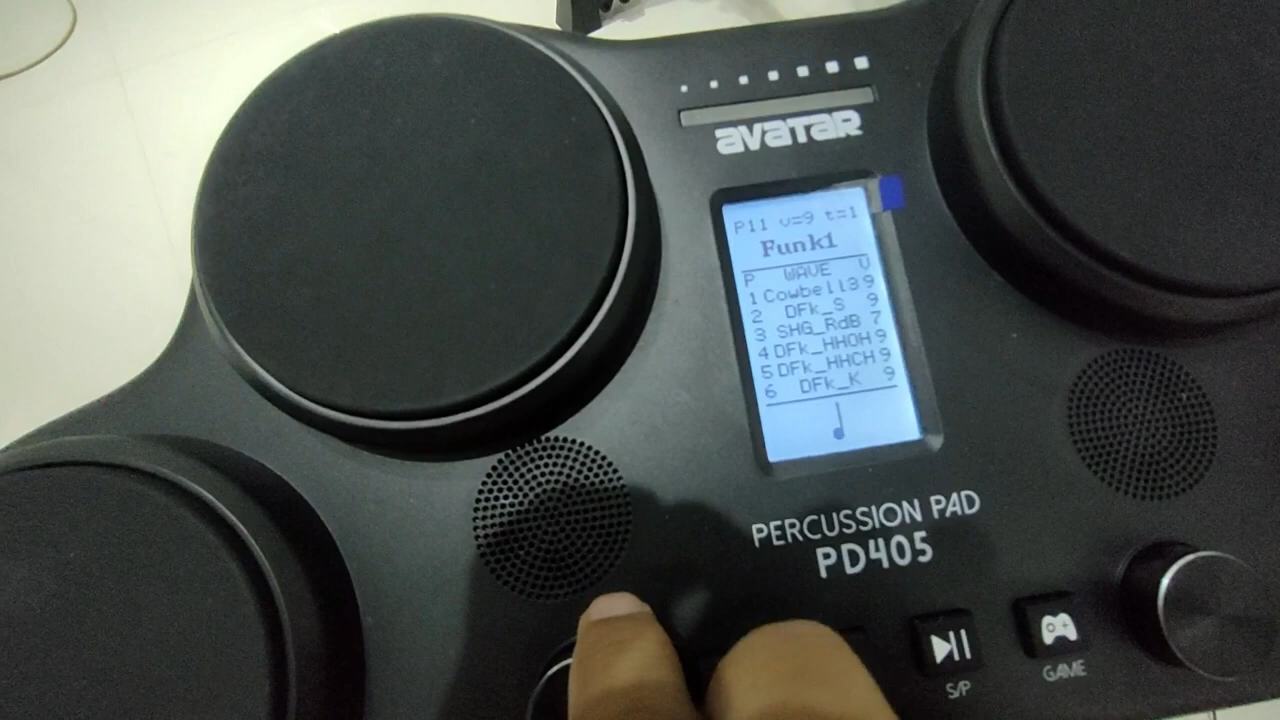 avatar
P11 v=9 t=1
Funk1
P WAVE V
1 Cowbell3 9
2 DFk_S 9
3 SHG_RdB 7
4 DFk_HHOH 9
5 DFk_HHCH 9
6 DFk_K 9
PERCUSSION PAD
PD405
S/P
GAME